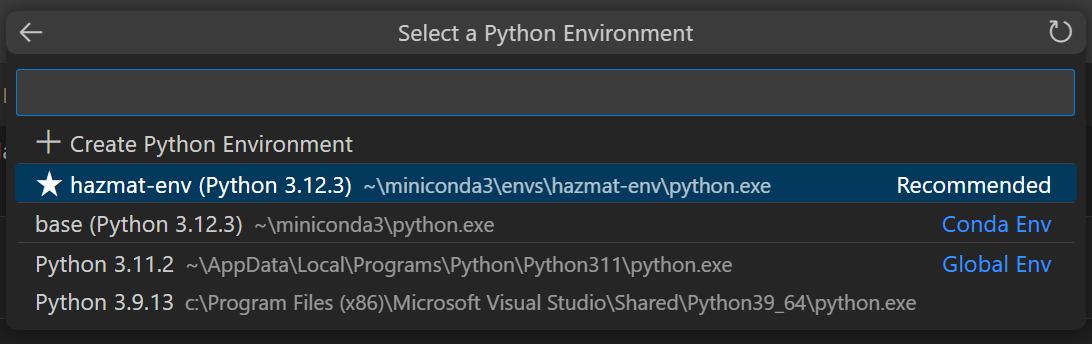 Select a Python Environment
Create Python Environment
hazmat-env (Python 3.12.3) ~\miniconda3\envs\hazmat-env\python.exe Recommended
base (Python 3.12.3) ~\miniconda3\python.exe Conda Env
Python 3.11.2 ~\AppData\Local\Programs\Python\Python311\python.exe Global Env
Python 3.9.13 c:\Program Files (x86)\Microsoft Visual Studio\Shared\Python39_64\python.exe